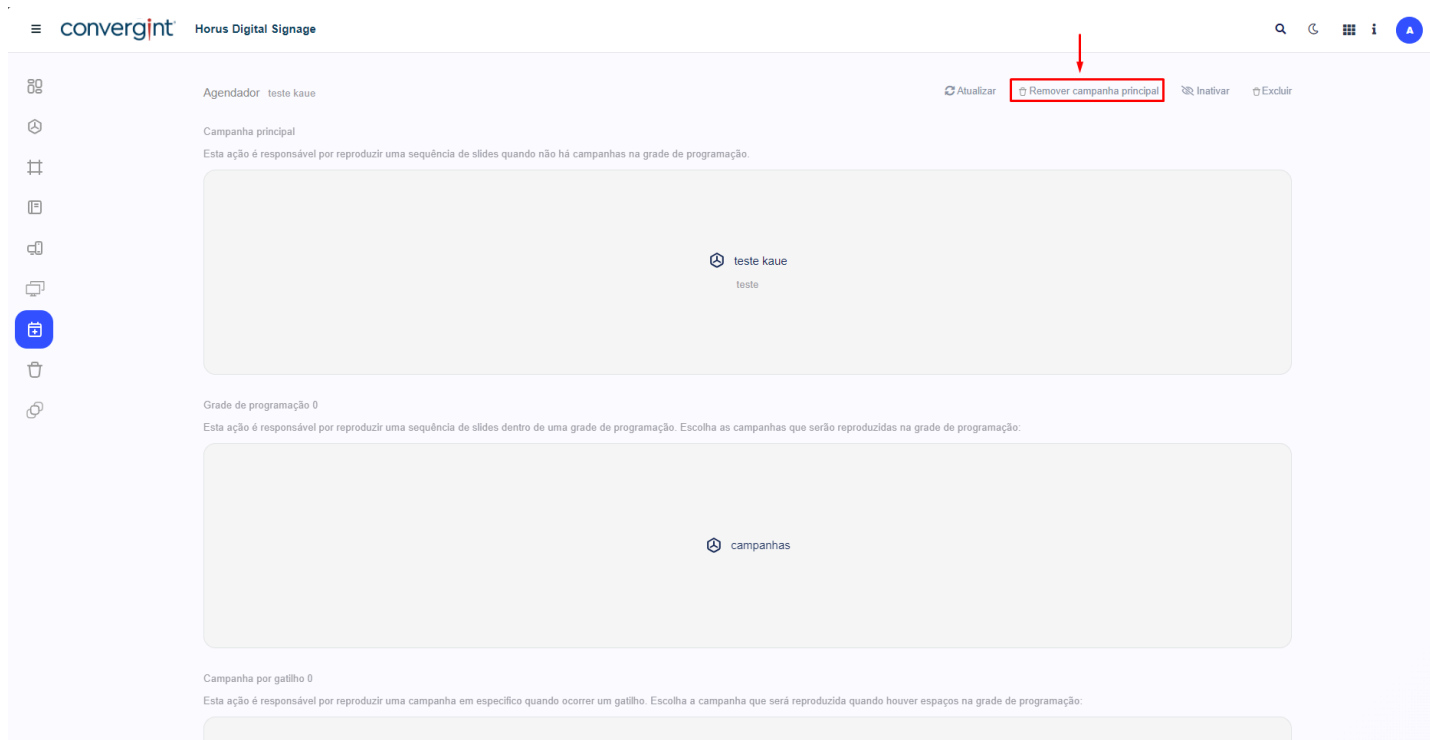 convergint
Horus Digital Signage
A
Agendador teste kaue
Atualizar
Remover campanha principal
Inativar
Excluir
Campanha principal
Esta ação é responsável por reproduzir uma sequência de slides quando não há campanhas na grade de programação.
teste kaue
teste
Grade de programação 0
Esta ação é responsável por reproduzir uma sequência de slides dentro de uma grade de programação. Escolha as campanhas que serão reproduzidas na grade de programação:
campanhas
Campanha por gatilho 0
Esta ação é responsável por reproduzir uma campanha em especifico quando ocorrer um gatilho. Escolha a campanha que será reproduzida quando houver espaços na grade de programação: